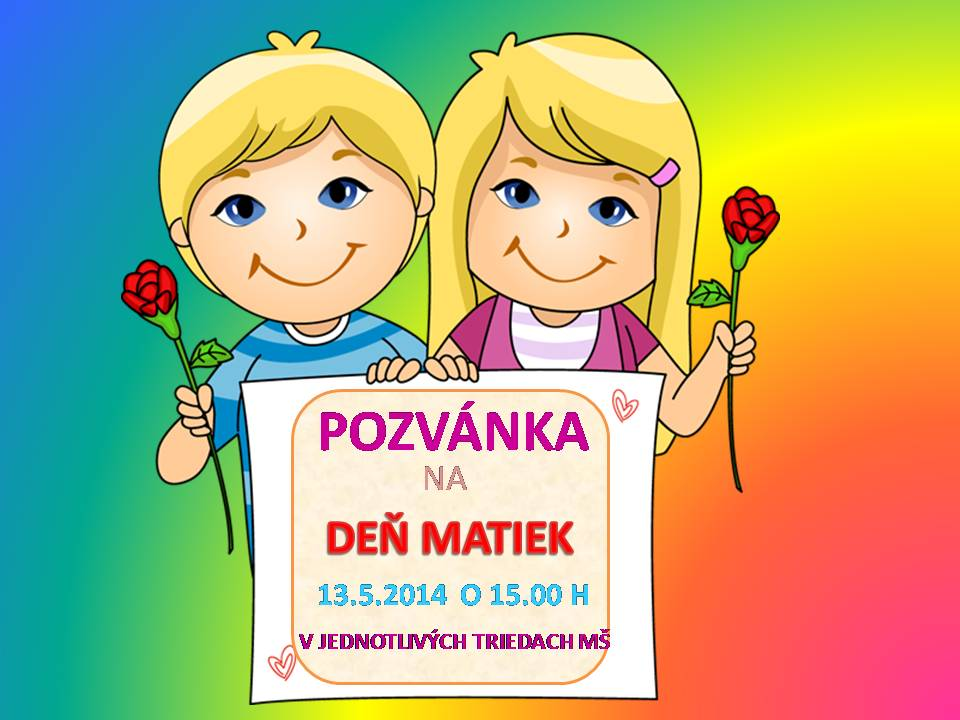 POZVÁNKA
NA
DEŇ MATIEK
13.5.2014 O 15.00 H
V JEDNOTLIVÝCH TRIEDACH MŠ